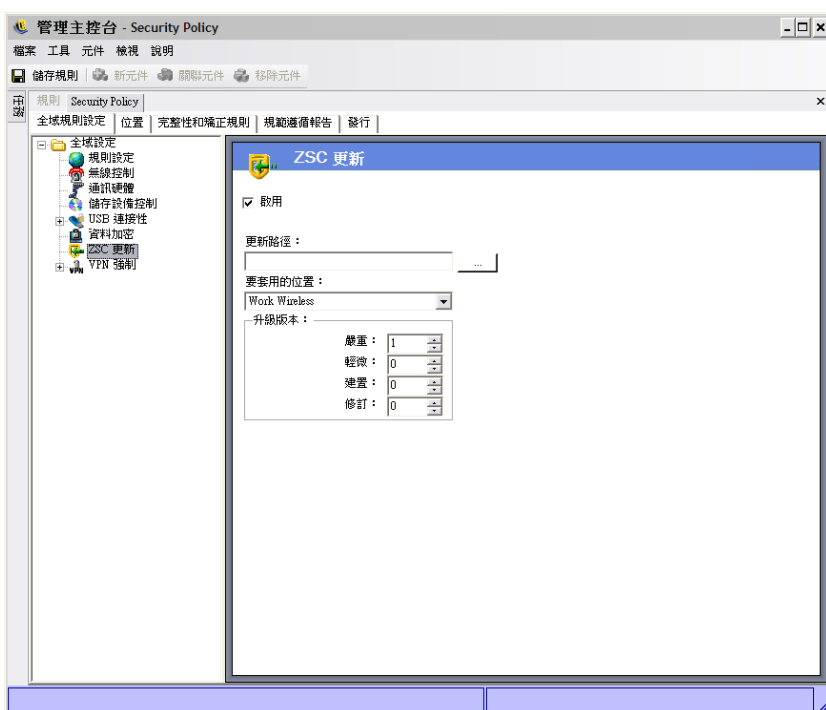 管理主控台 - Security Policy
檔案 工具 元件 檢視 說明
儲存規則 新元件 關聯元件 移除元件
工作
規則 Security Policy
全域規則設定 位置 完整性和矯正規則 規範遵循報告 發行
全域設定
規則設定
無線控制
通訊硬體
儲存設備控制
USB 連接性
資料加密
ZSC 更新
VPN 強制
ZSC 更新
啟用
更新路徑：
...
要套用的位置：
Work Wireless
升級版本：
嚴重： 1
輕微： 0
建置： 0
修訂： 0